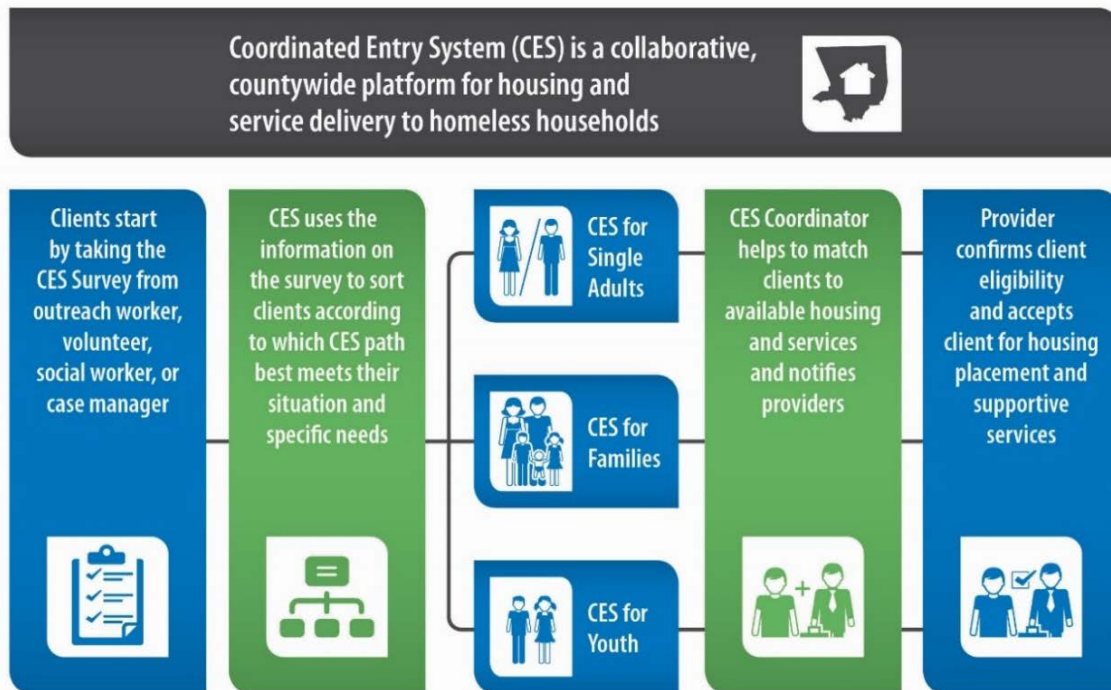 Coordinated Entry System (CES) is a collaborative,
countywide platform for housing and
service delivery to homeless households
Clients start
by taking the
CES Survey from
outreach worker,
volunteer,
social worker, or
case manager
CES uses the
information on
the survey to sort
clients according
to which CES path
best meets their
situation and
specific needs
CES for
Single
Adults
CES for
Families
CES for
Youth
CES Coordinator
helps to match
clients to
available housing
and services
and notifies
providers
Provider
confirms client
eligibility
and accepts
client for housing
placement and
supportive
services